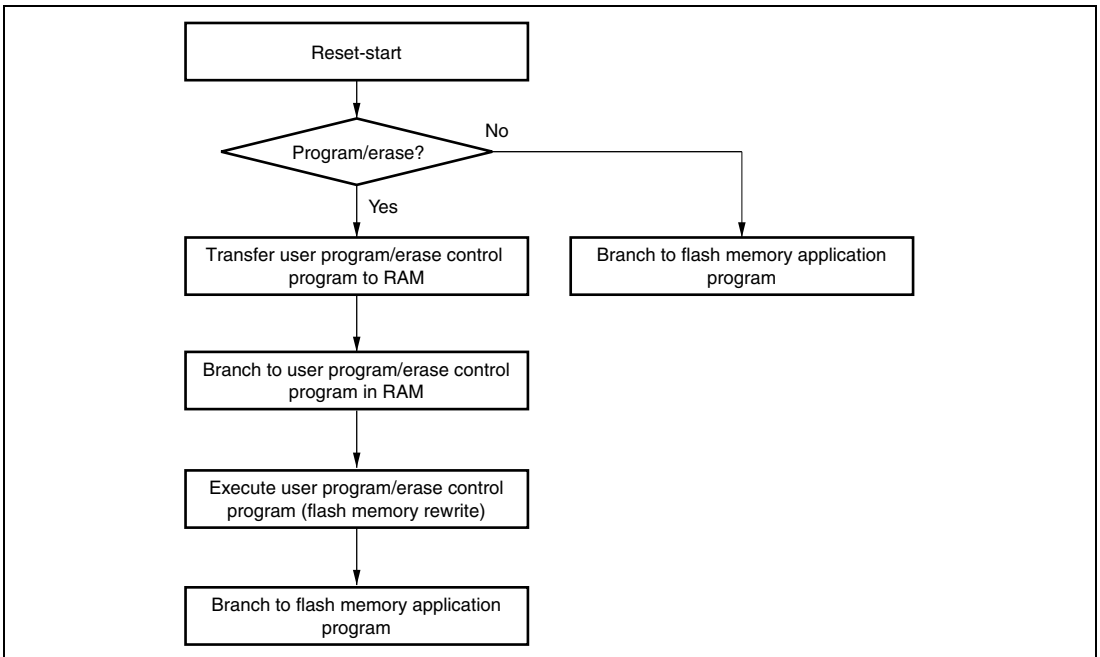 Reset-start
No
Program/erase?
Yes
Transfer user program/erase control
program to RAM
Branch to flash memory application
program
Branch to user program/erase control
program in RAM
Execute user program/erase control
program (flash memory rewrite)
Branch to flash memory application
program